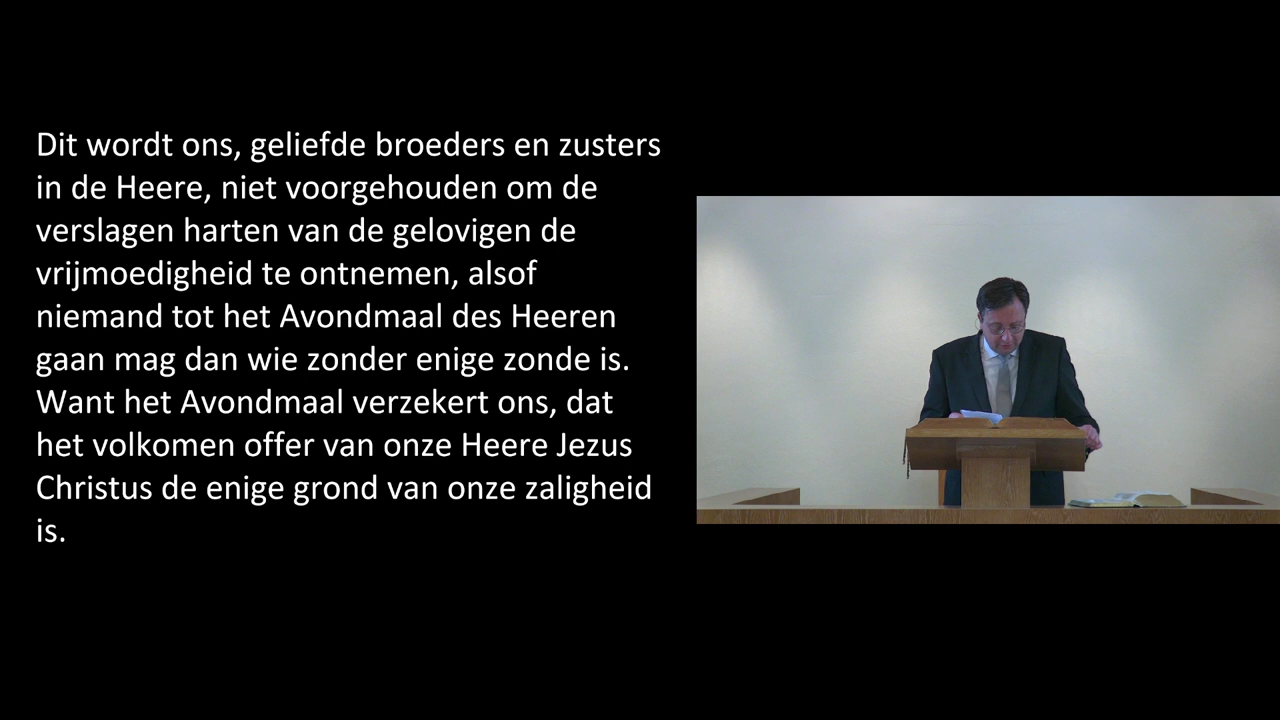 Dit wordt ons, geliefde broeders en zusters
in de Heere, niet voorgehouden om de
verslagen harten van de gelovigen de
vrijmoedigheid te ontnemen, alsof
niemand tot het Avondmaal des Heeren
gaan mag dan wie zonder enige zonde is.
Want het Avondmaal verzekert ons, dat
het volkomen offer van onze Heere Jezus
Christus de enige grond van onze zaligheid
is.